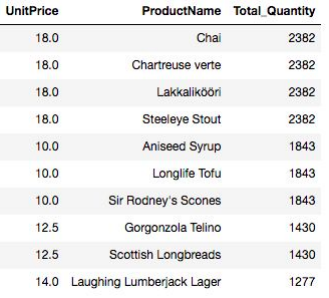 UnitPrice ProductName Total_Quantity
18.0 Chai 2382
18.0 Chartreuse verte 2382
18.0 Lakkalikööri 2382
18.0 Steeleye Stout 2382
10.0 Aniseed Syrup 1843
10.0 Longlife Tofu 1843
10.0 Sir Rodney's Scones 1843
12.5 Gorgonzola Telino 1430
12.5 Scottish Longbreads 1430
14.0 Laughing Lumberjack Lager 1277